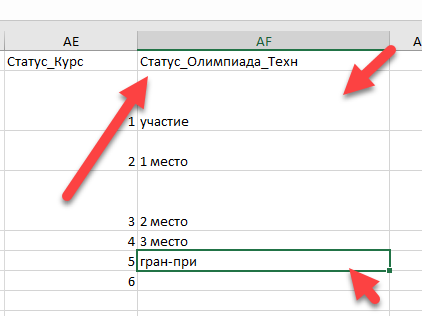 AE AF
Статус_Курс Статус_Олимпиада_Техн
1 участие
2 1 место
3 2 место
4 3 место
5 гран-при
6